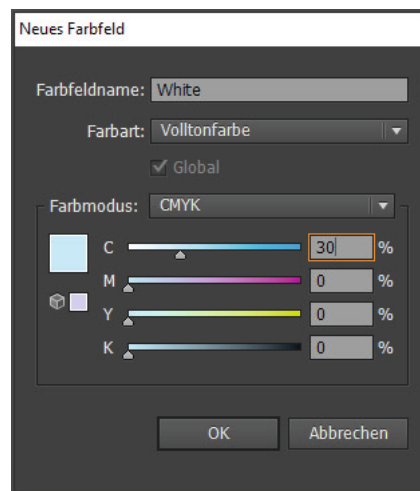 Neues Farbfeld
Farbfeldname: White
Farbart: Volltonfarbe
Global
Farbmodus: CMYK
C 30 %
M 0 %
Y 0 %
K 0 %
OK Abbrechen